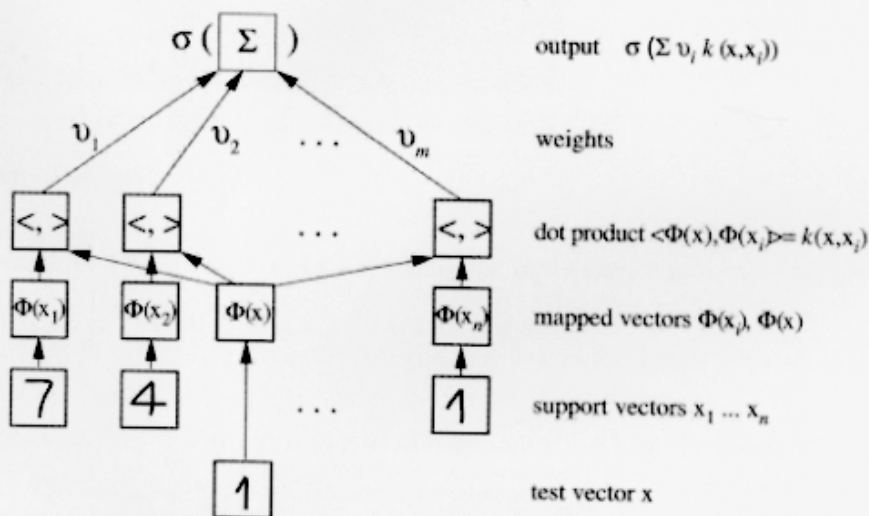 σ ( Σ ) output σ (Σ υ_i k (x,x_i))
υ_1 υ_2 ... υ_m weights
<, > <, > ... <, > dot product <Φ(x),Φ(x_i)>= k(x,x_i)
Φ(x_1) Φ(x_2) Φ(x) Φ(x_n) mapped vectors Φ(x_i), Φ(x)
7 4 ... 1 support vectors x_1 ... x_n
1 test vector x